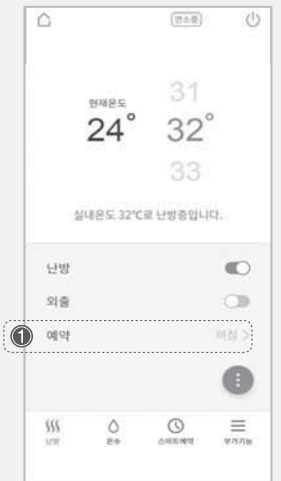 연소중
31
현재온도
24° 32°
33
실내온도 32℃로 난방중입니다.
난방
외출
1 예약 꺼짐 >
난방 온수 스마트예약 부가기능